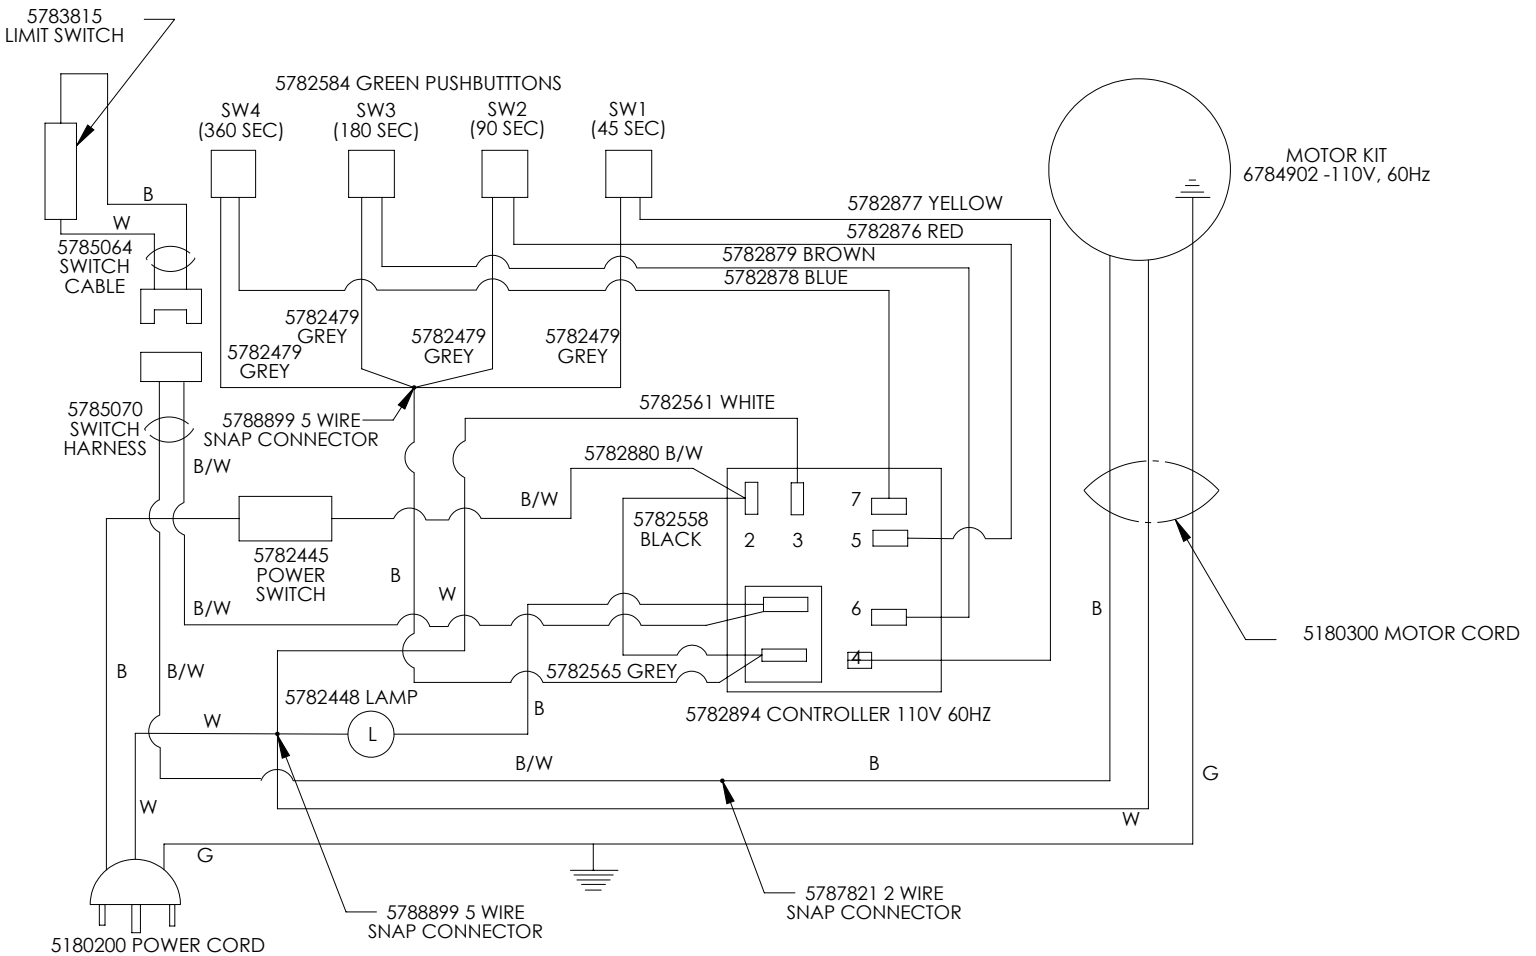 5783815
LIMIT SWITCH
5782584 GREEN PUSHBUTTTONS
SW4
(360 SEC)
SW3
(180 SEC)
SW2
(90 SEC)
SW1
(45 SEC)
MOTOR KIT
6784902 -110V, 60Hz
B
W
5785064
SWITCH
CABLE
5782877 YELLOW
5782876 RED
5782879 BROWN
5782878 BLUE
5782479
GREY
5782479
GREY
5782479
GREY
5782479
GREY
5785070
SWITCH
HARNESS
5788899 5 WIRE
SNAP CONNECTOR
5782561 WHITE
B/W
5782880 B/W
B/W
5782558
BLACK
2
3
7
5
6
4
5782445
POWER
SWITCH
B
W
B/W
B
5180300 MOTOR CORD
B
B/W
5782565 GREY
5782448 LAMP
B
W
L
5782894 CONTROLLER 110V 60HZ
B/W
B
G
W
W
G
5787821 2 WIRE
SNAP CONNECTOR
5788899 5 WIRE
SNAP CONNECTOR
5180200 POWER CORD